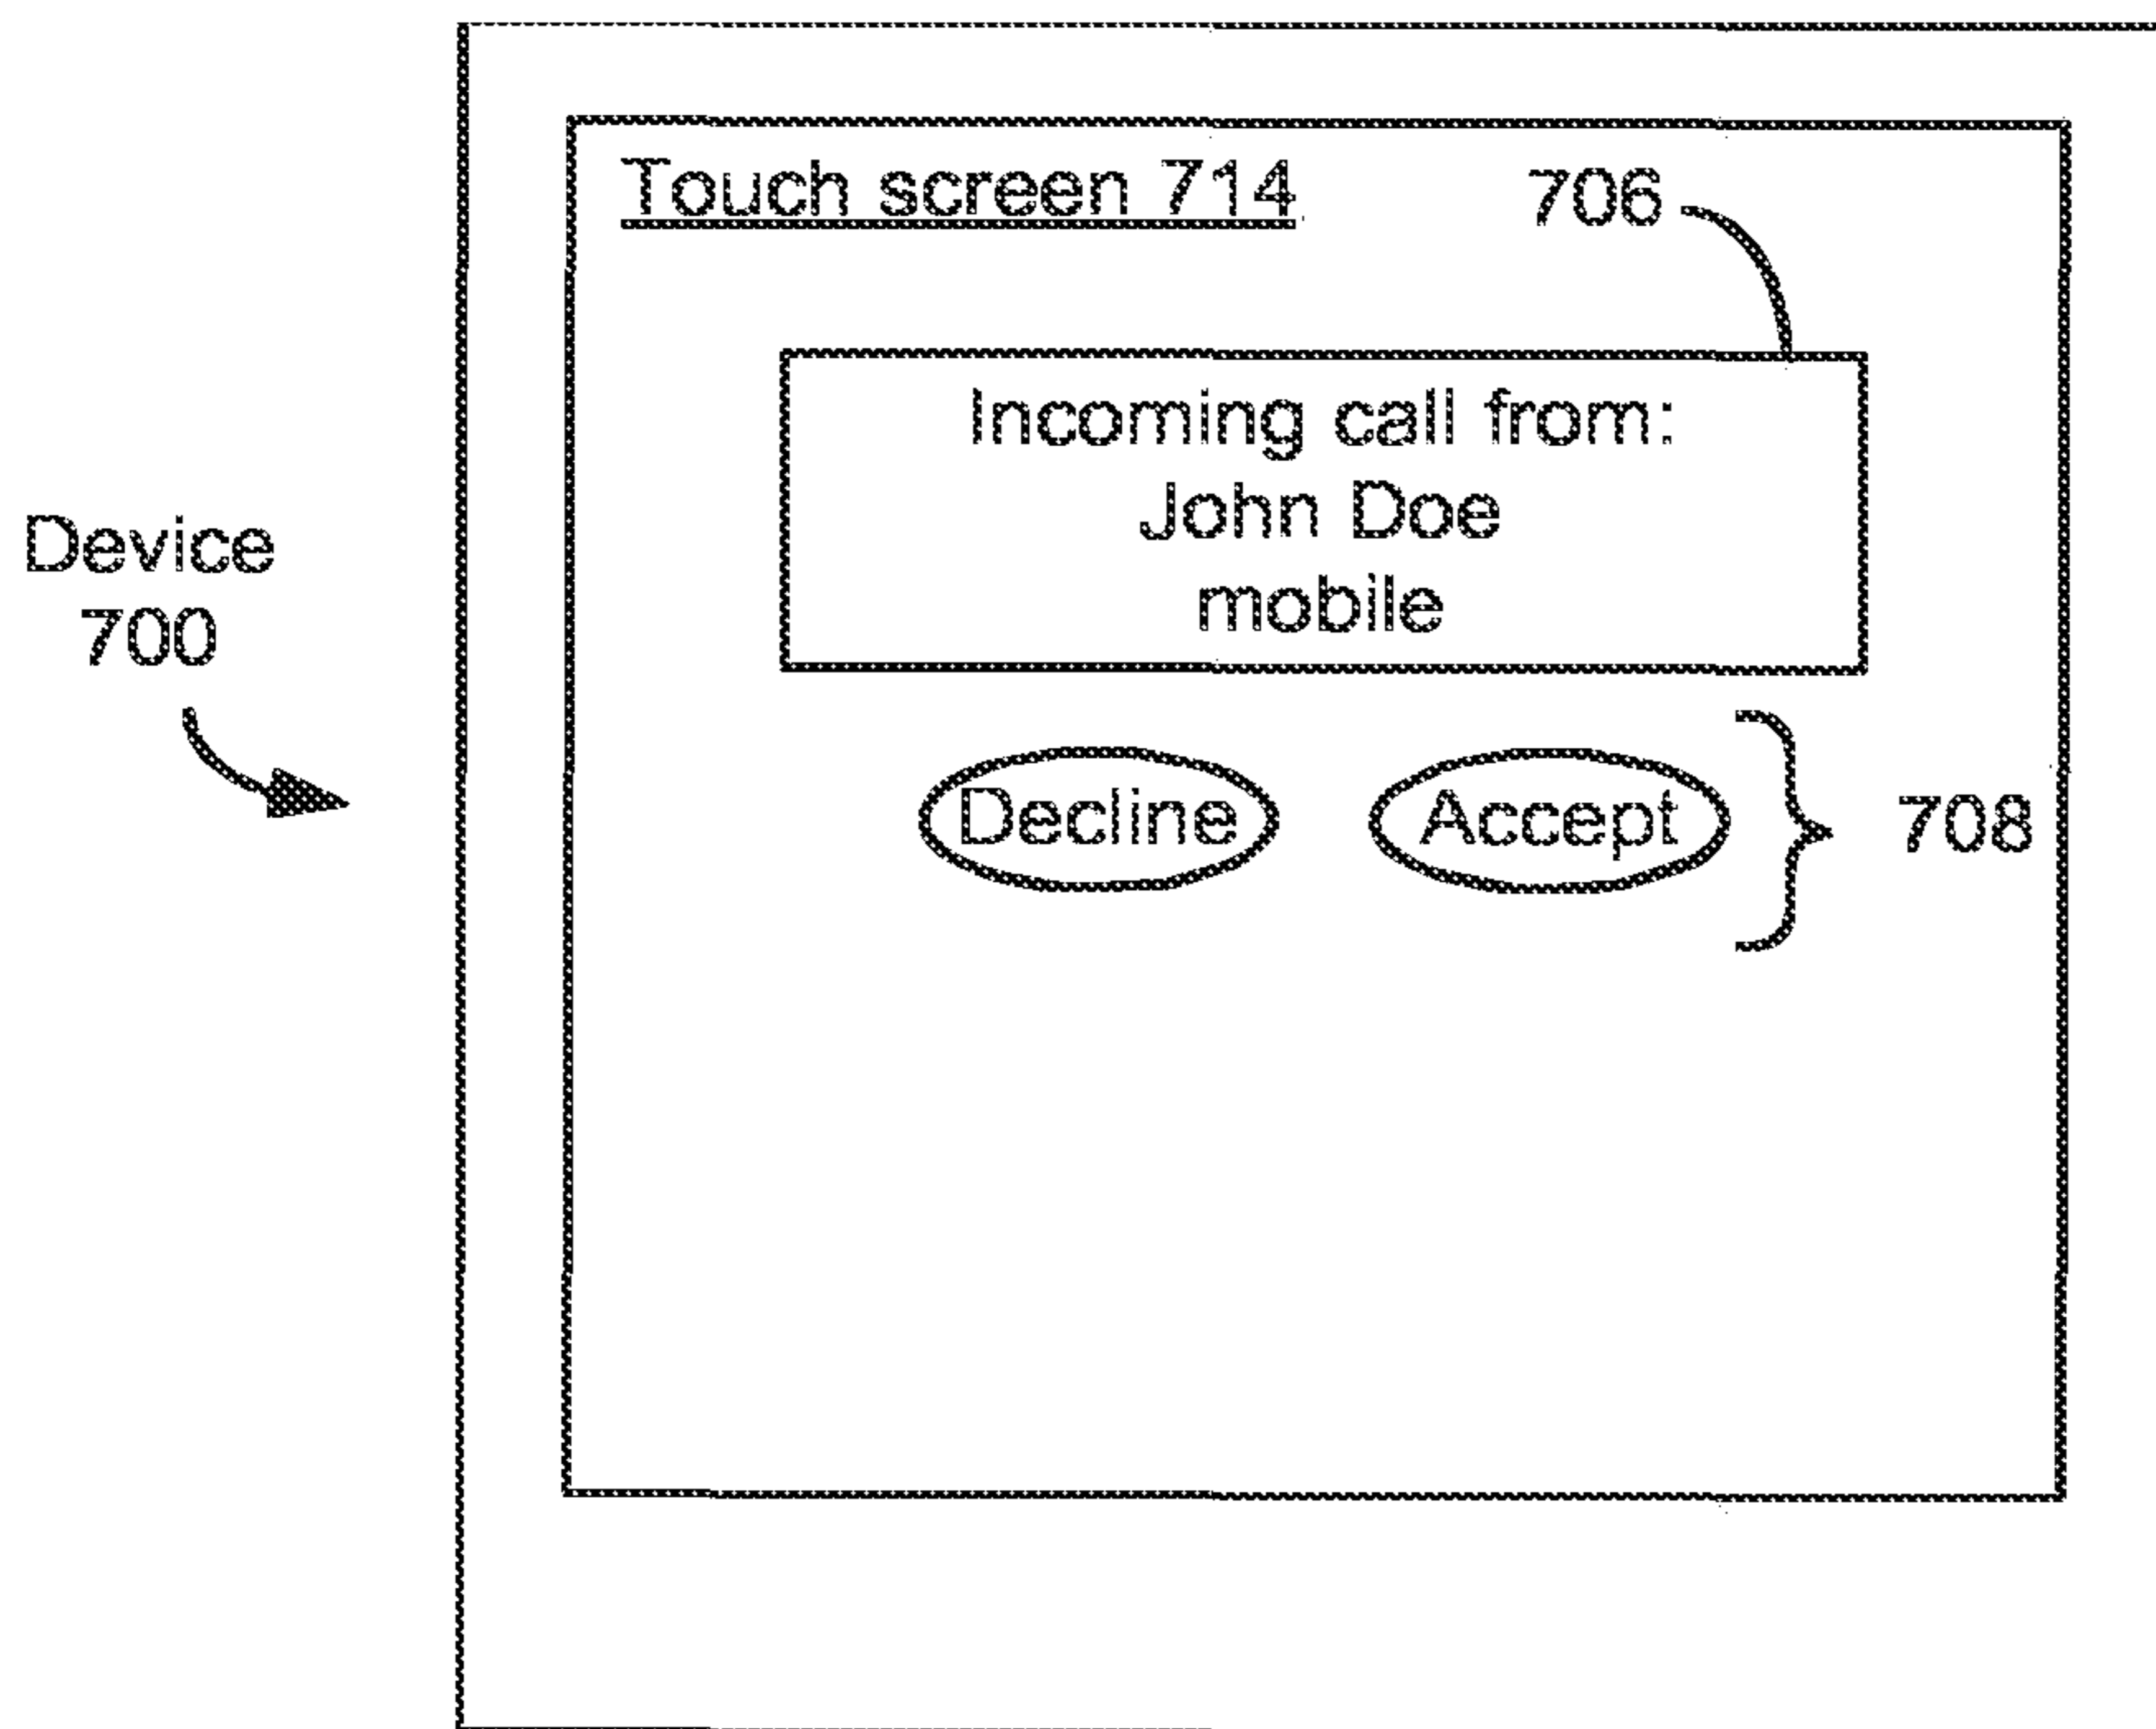 Touch screen 714
706
Incoming call from:
John Doe
mobile
Device
700
Decline
Accept
708